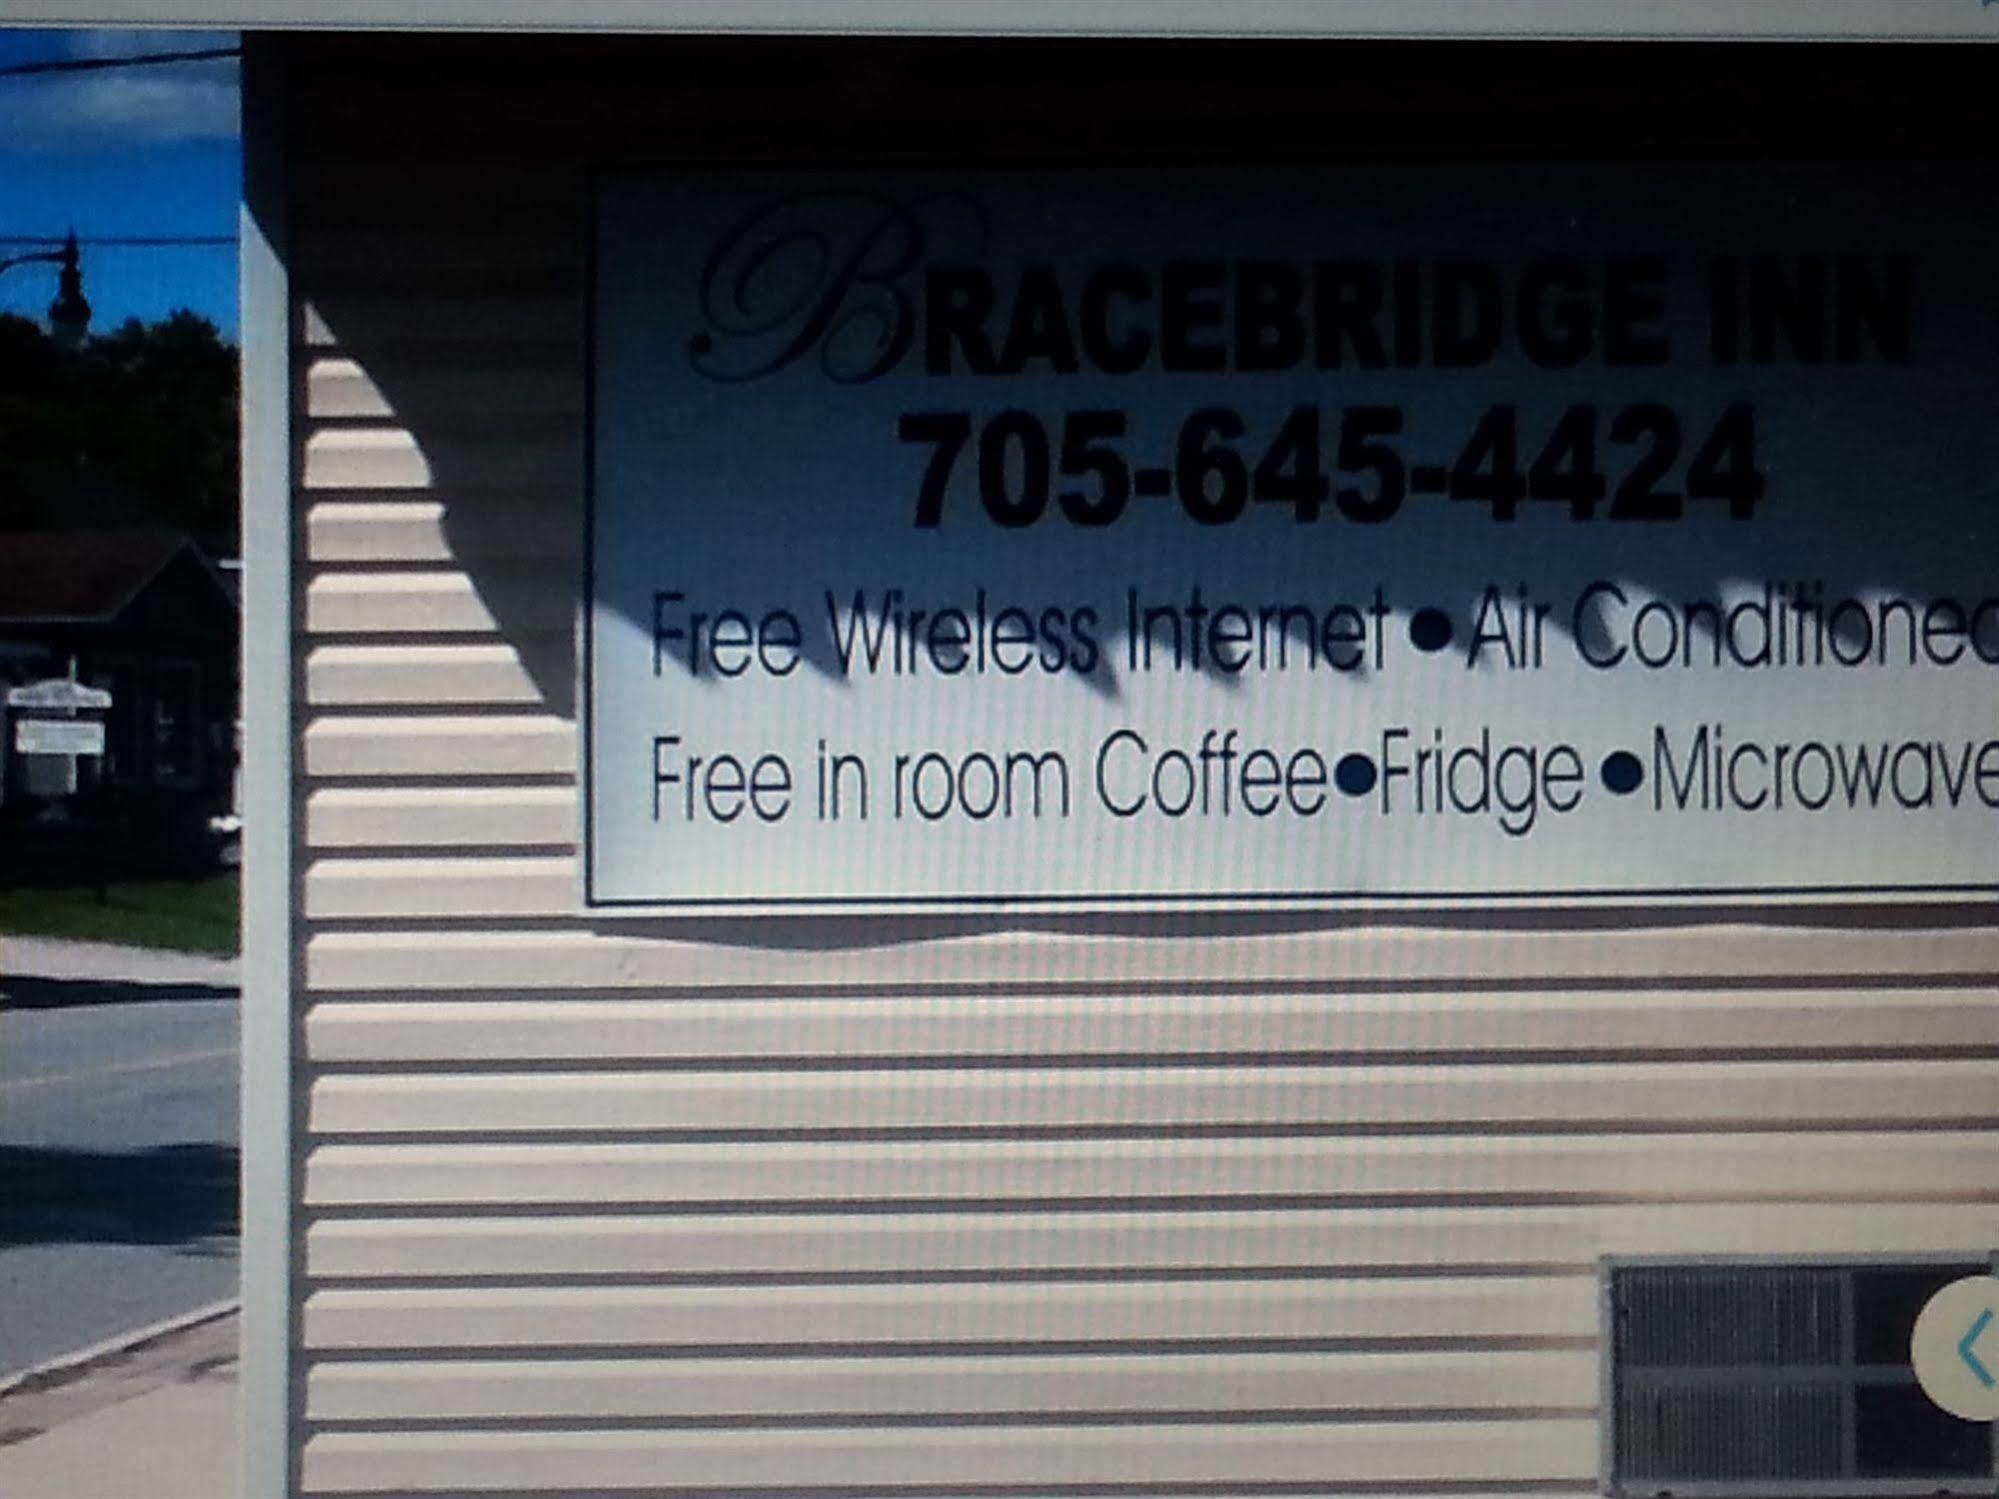 BRACEBRIDGE INN
705-645-4424
Free Wireless Internet • Air Conditioned
Free in room Coffee • Fridge • Microwave